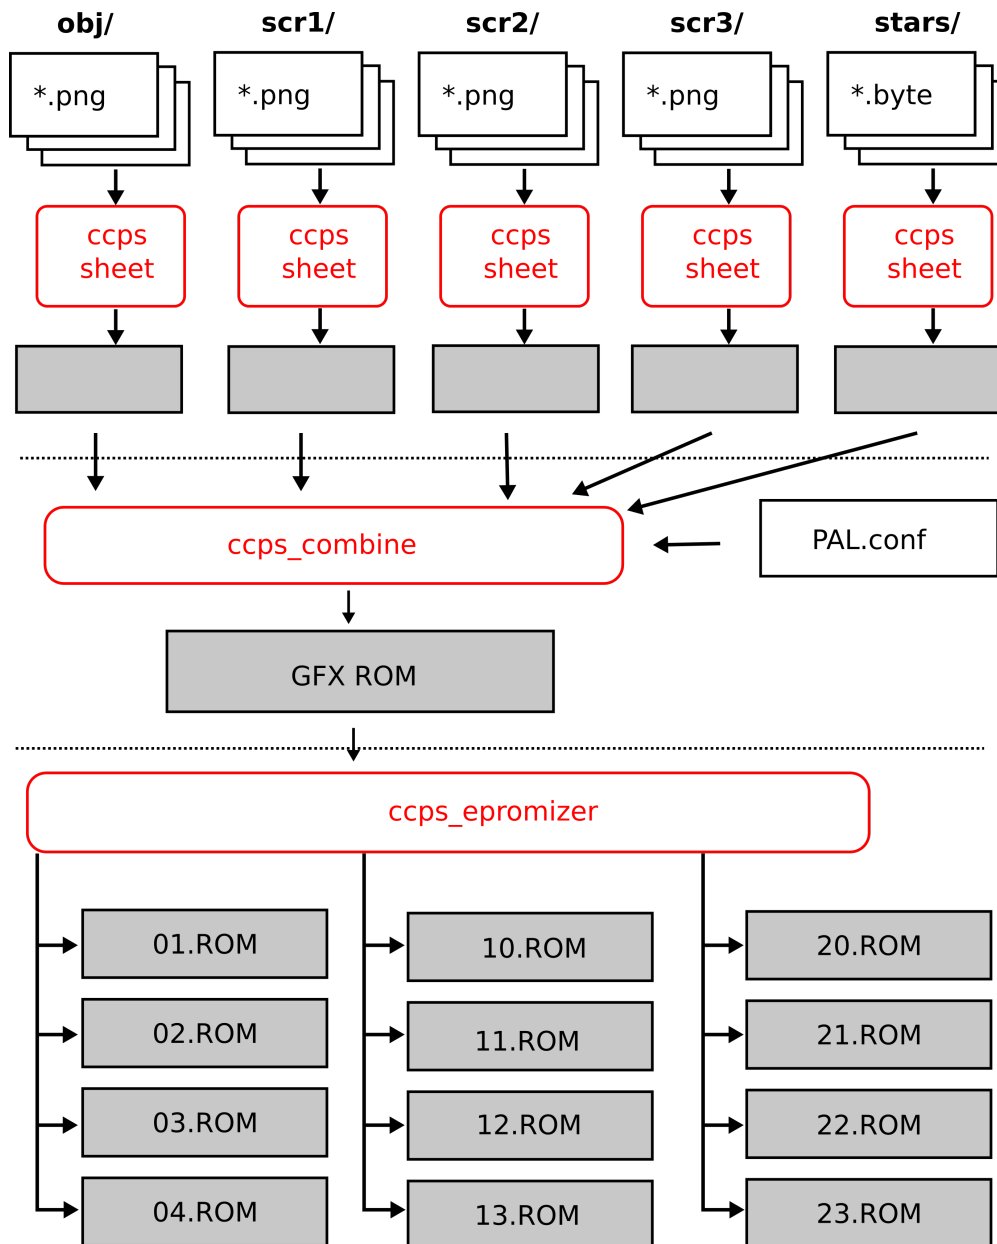 obj/ scr1/ scr2/ scr3/ stars/
*.png *.png *.png *.png *.byte
ccps ccps ccps ccps ccps
sheet sheet sheet sheet sheet
PAL.conf
ccps_combine
GFX ROM
ccps_epromizer
01.ROM 10.ROM 20.ROM
02.ROM 11.ROM 21.ROM
03.ROM 12.ROM 22.ROM
04.ROM 13.ROM 23.ROM